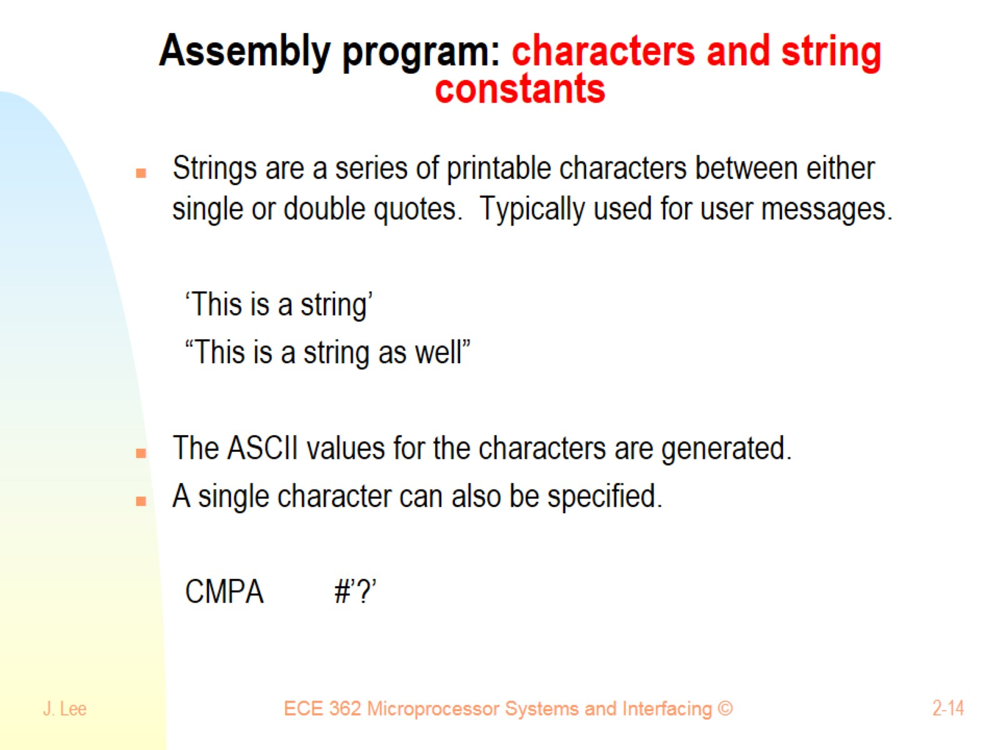 Assembly program: characters and string
constants
Strings are a series of printable characters between either
single or double quotes.  Typically used for user messages.
‘This is a string’
“This is a string as well”
The ASCII values for the characters are generated.
A single character can also be specified.
CMPA #’?’
J. Lee
ECE 362 Microprocessor Systems and Interfacing ©
2-14